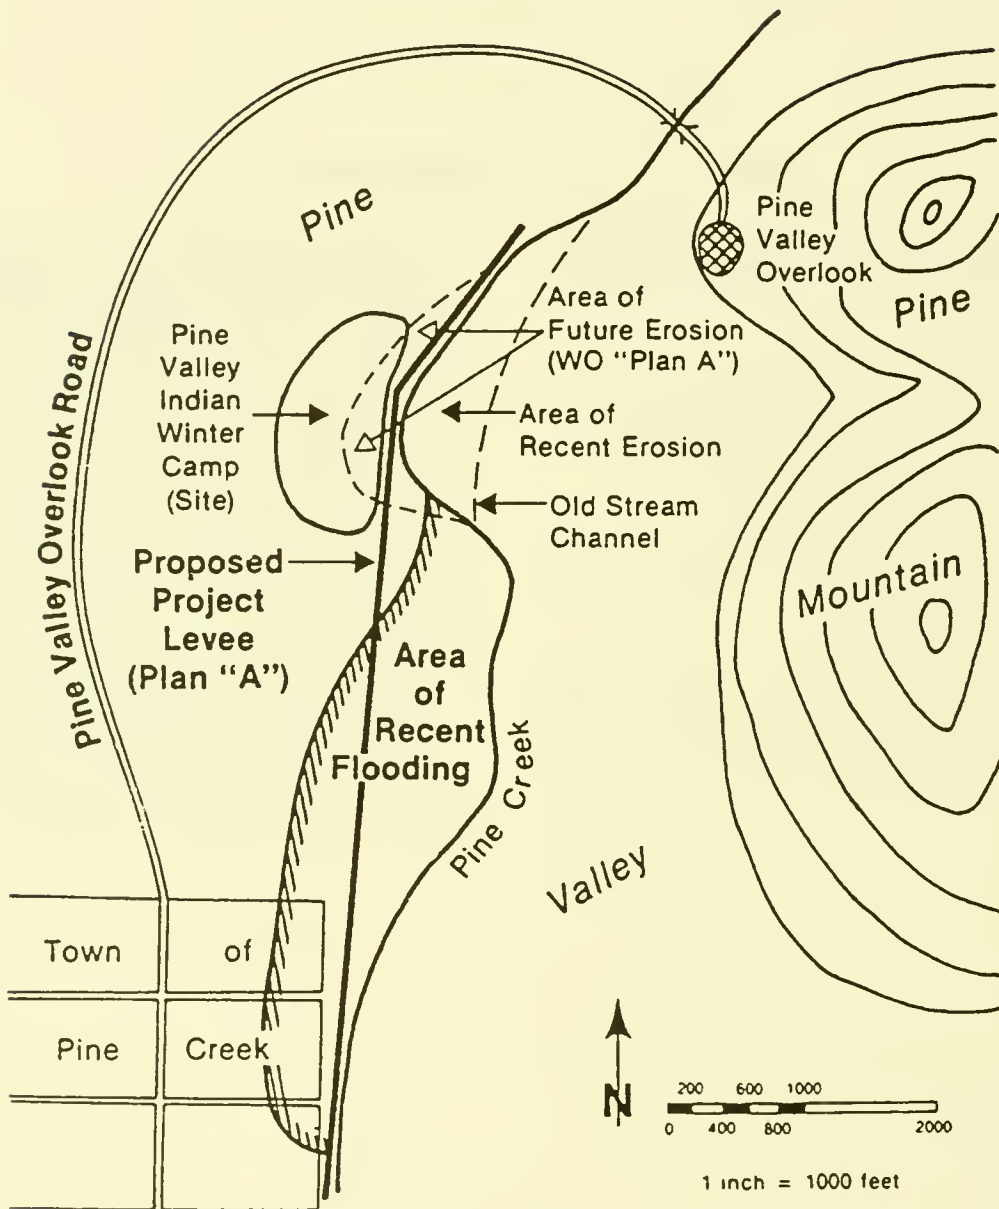 Pine
Pine
Valley
Overlook
Pine
Area of
Future Erosion
(WO "Plan A")
Pine
Valley
Indian
Winter
Camp
(Site)
Area of
Recent Erosion
Old Stream
Channel
Pine Valley Overlook Road
Proposed
Project
Levee
(Plan "A")
Mountain
Area
of
Recent
Flooding
Pine Creek
Valley
Town of
Pine Creek
N
200 600 1000
0 400 800 2000
1 inch = 1000 feet